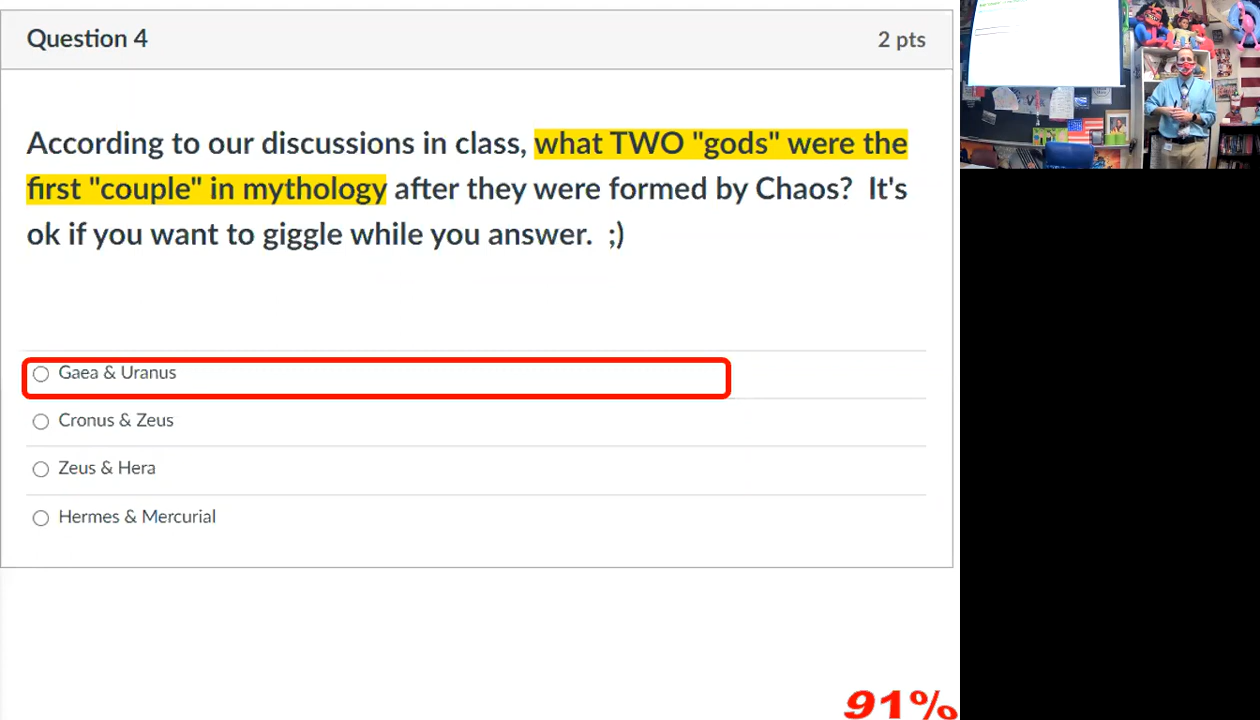 Question 4
2 pts
According to our discussions in class, what TWO "gods" were the
first "couple" in mythology after they were formed by Chaos? It's
ok if you want to giggle while you answer. ;)
Gaea & Uranus
Cronus & Zeus
Zeus & Hera
Hermes & Mercurial
91%